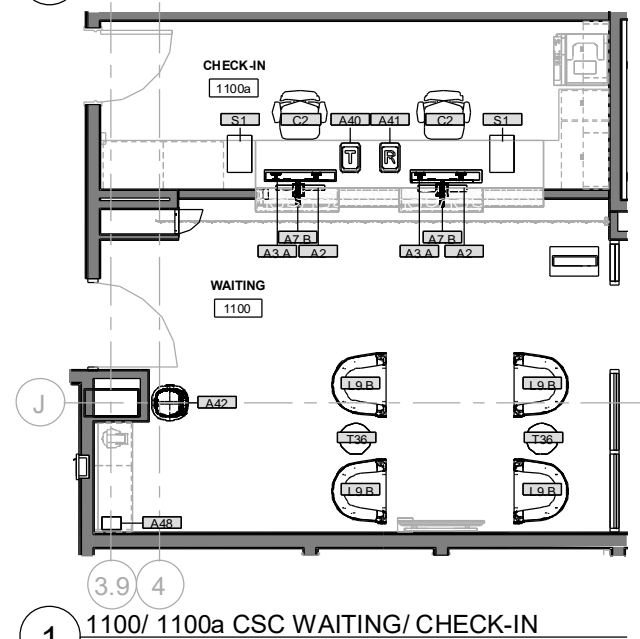 CHECK-IN
1100a
S1 C2 A40 A41 C2 S1
T R
A7.B A7.B
A3.A A2 A3.A A2
WAITING
1100
J
L9.B L9.B
A42
T36 T36
L9.B L9.B
A48
3.9 4
1 1100/ 1100a CSC WAITING/ CHECK-IN